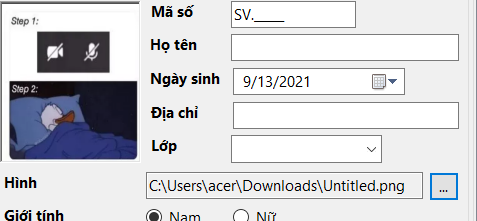 Step 1:
Step 2:
Mã số SV.____
Họ tên
Ngày sinh 9/13/2021
Địa chỉ
Lớp
Hình C:\Users\acer\Downloads\Untitled.png ...
Giới tính Nam Nữ